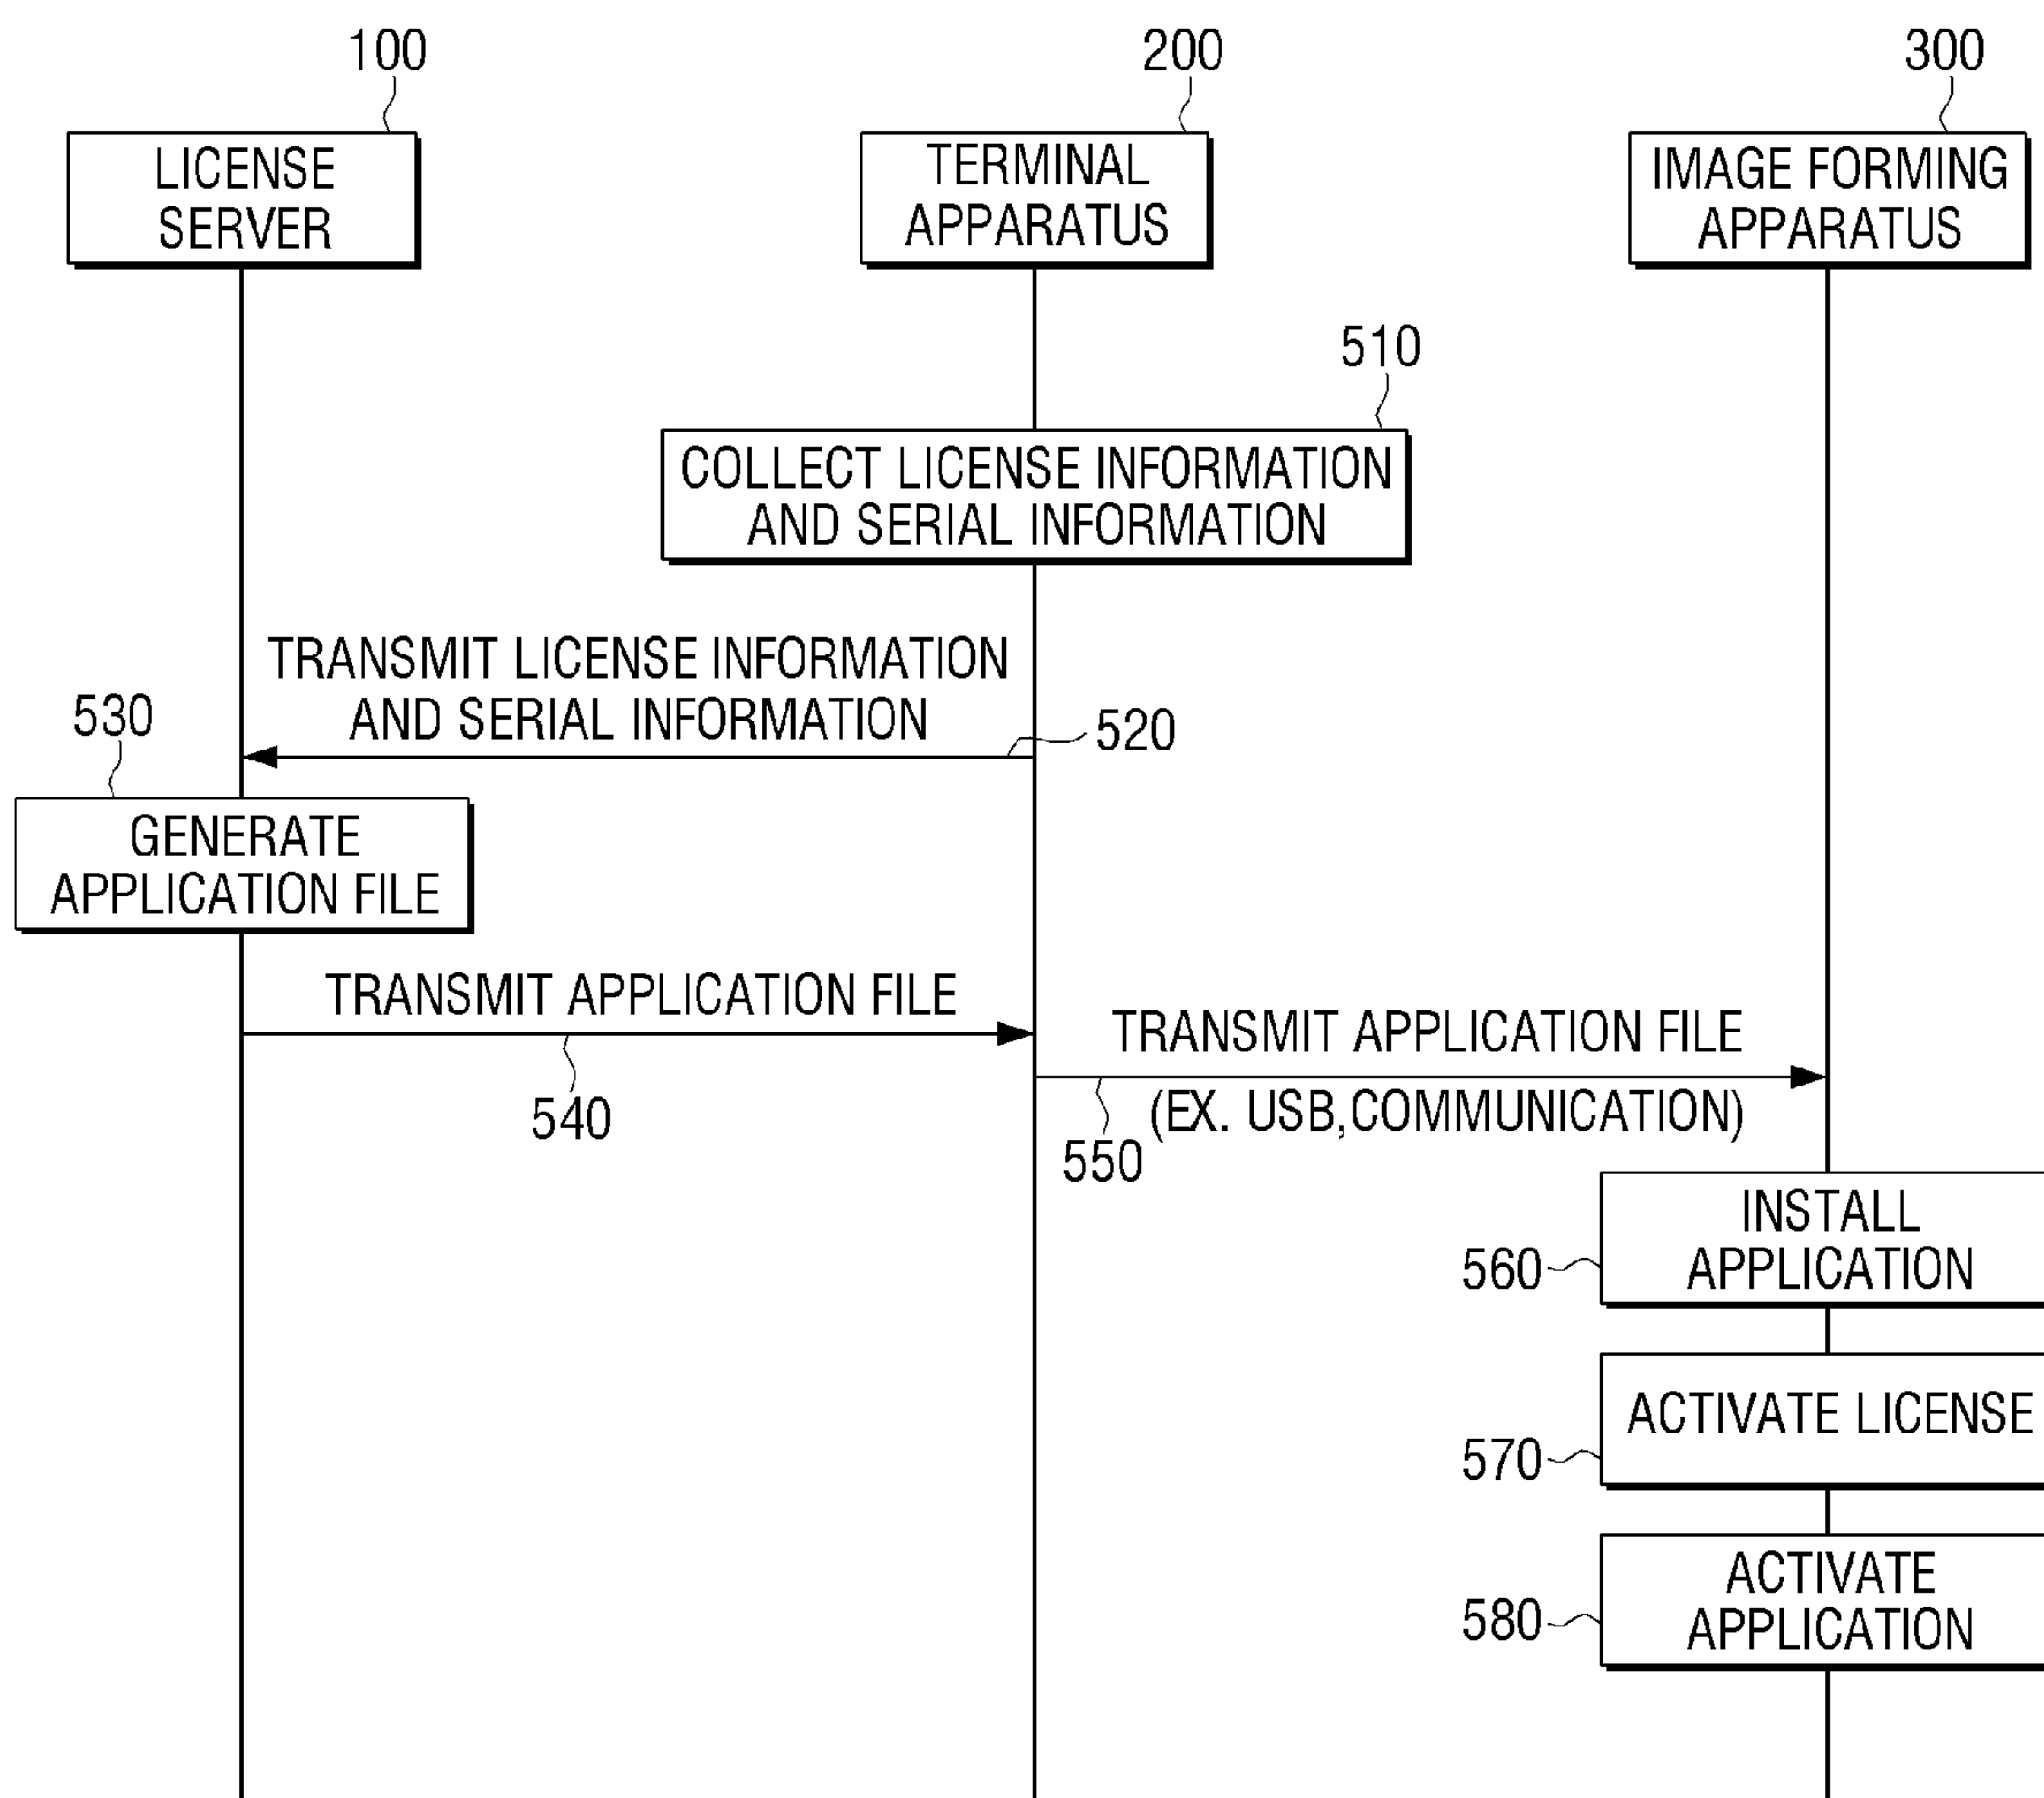 100
200
300
LICENSE
SERVER
TERMINAL
APPARATUS
IMAGE FORMING
APPARATUS
510
COLLECT LICENSE INFORMATION
AND SERIAL INFORMATION
TRANSMIT LICENSE INFORMATION
AND SERIAL INFORMATION
520
530
GENERATE
APPLICATION FILE
TRANSMIT APPLICATION FILE
540
TRANSMIT APPLICATION FILE
(EX. USB,COMMUNICATION)
550
INSTALL
APPLICATION
560
ACTIVATE LICENSE
570
ACTIVATE
APPLICATION
580